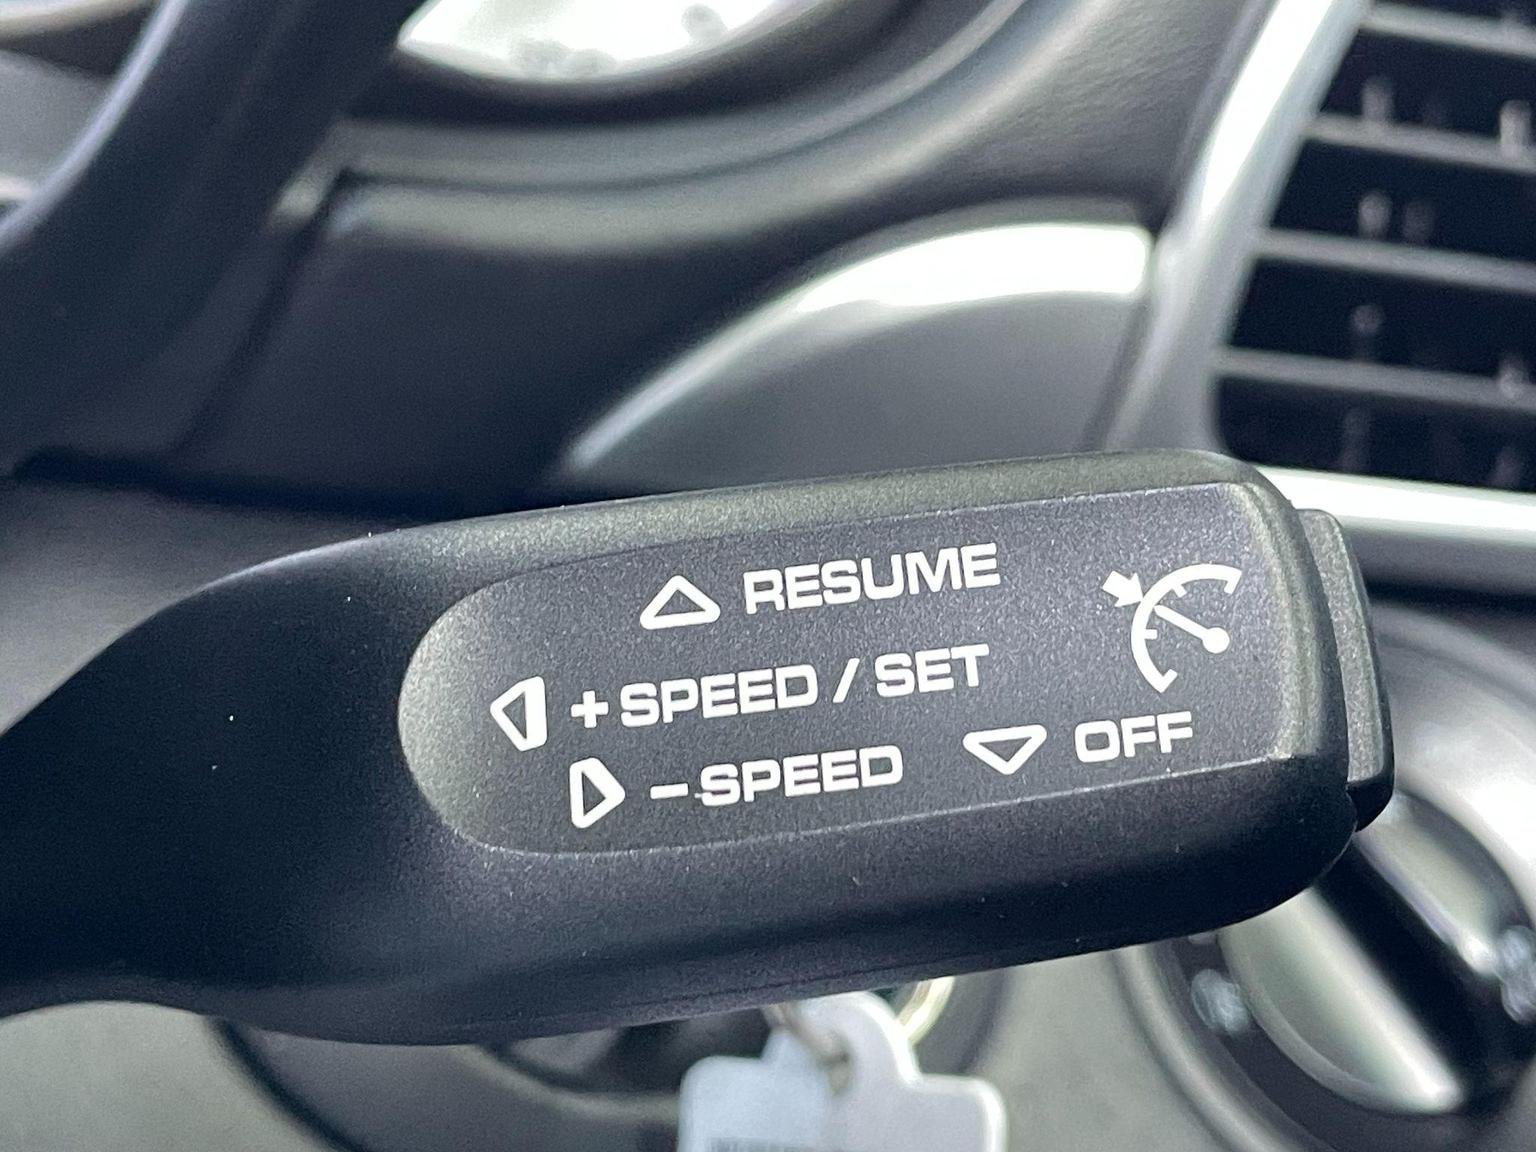 RESUME
+SPEED / SET
-SPEED
OFF